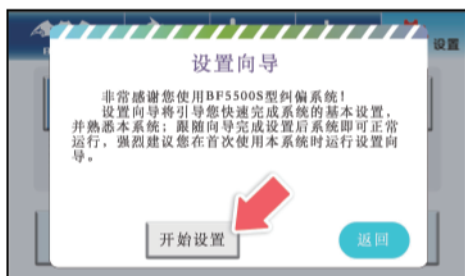 设置
设置向导
非常感谢您使用BF5500S型纠偏系统！
设置向导将引导您快速完成系统的基本设置，
并熟悉本系统；跟随向导完成设置后系统即可正常
运行，强烈建议您在首次使用本系统时运行设置向
导。
开始设置
返回